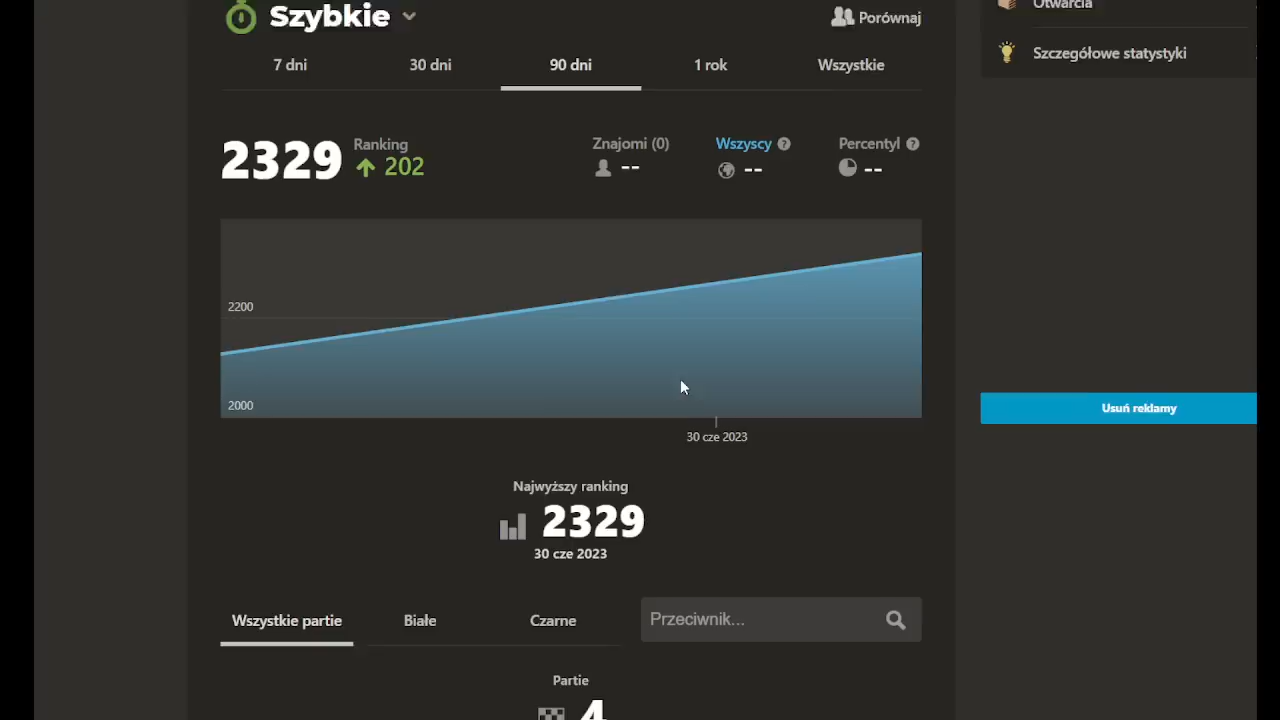 Szybkie
Porównaj
Otwarcia
Szczegółowe statystyki
7 dni
30 dni
90 dni
1 rok
Wszystkie
2329
Ranking
202
Znajomi (0)
--
Wszyscy ?
--
Percentyl ?
--
2200
2000
30 cze 2023
Usuń reklamy
Najwyższy ranking
2329
30 cze 2023
Wszystkie partie
Białe
Czarne
Przeciwnik...
Partie
4